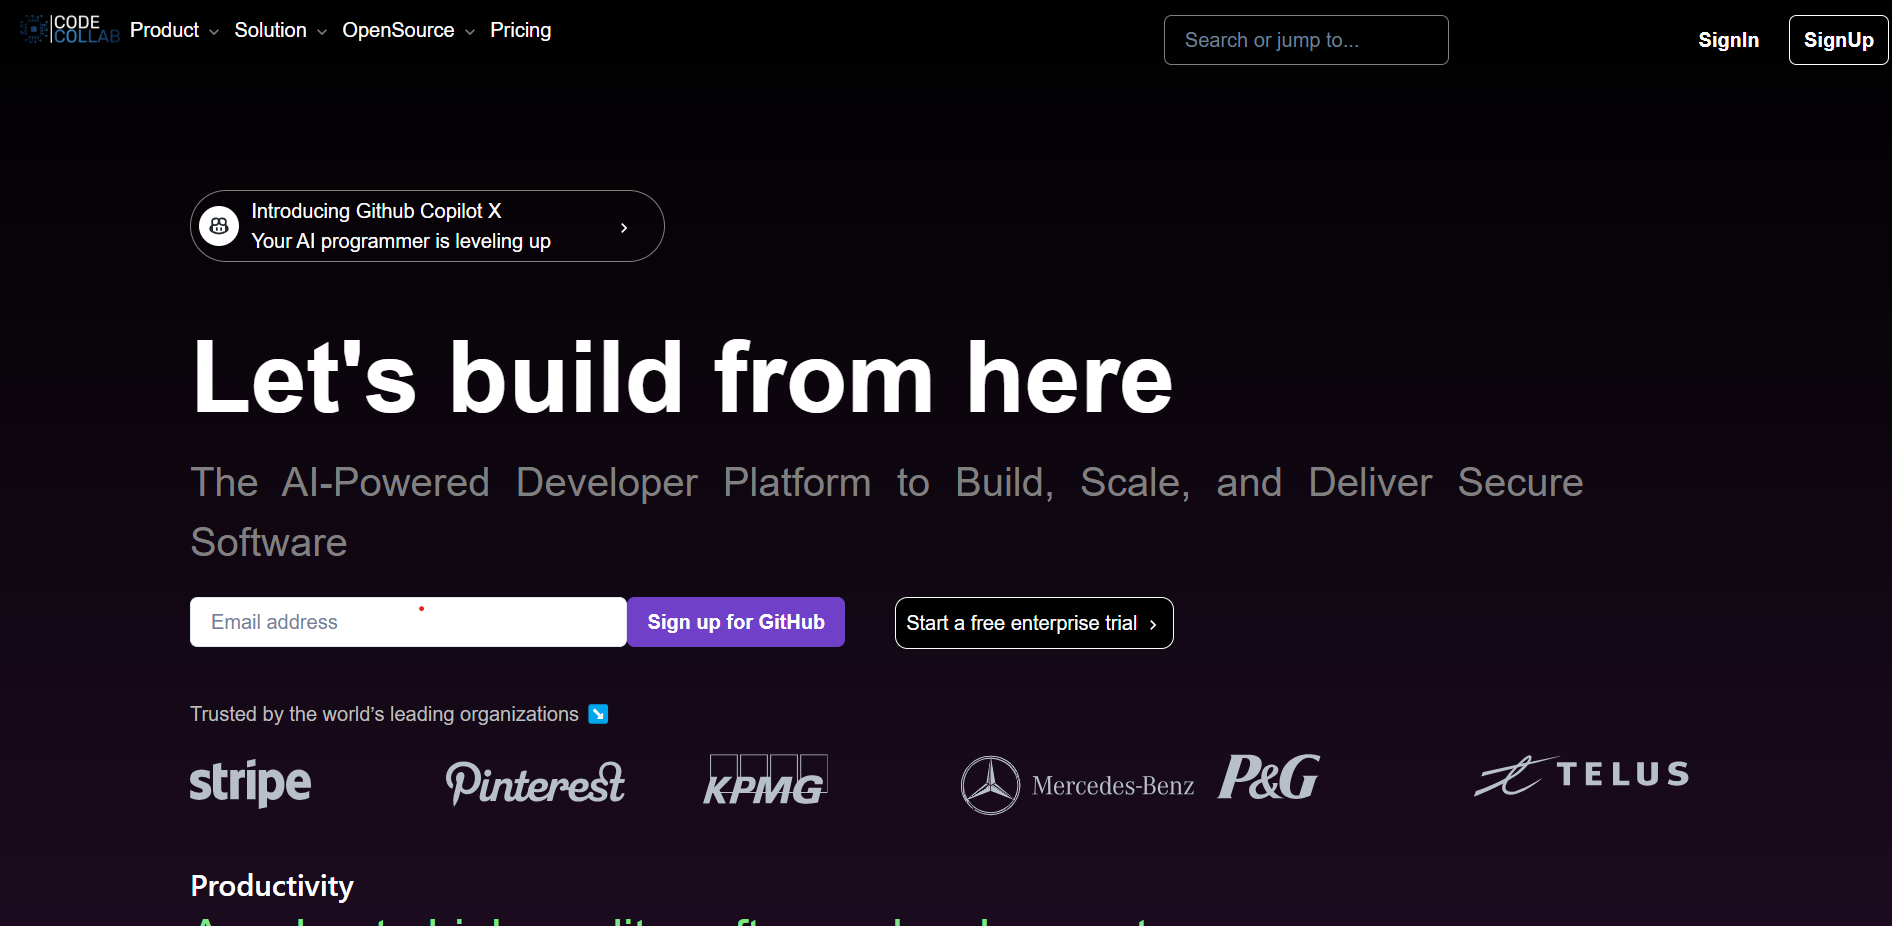 CODE
COLLAB
Product Solution OpenSource Pricing
Search or jump to...
SignIn
SignUp
Introducing Github Copilot X
Your AI programmer is leveling up
Let's build from here
The AI-Powered Developer Platform to Build, Scale, and Deliver Secure
Software
Email address
Sign up for GitHub
Start a free enterprise trial
Trusted by the world’s leading organizations
stripe
Pinterest
KPMG
Mercedes-Benz
P&G
TELUS
Productivity